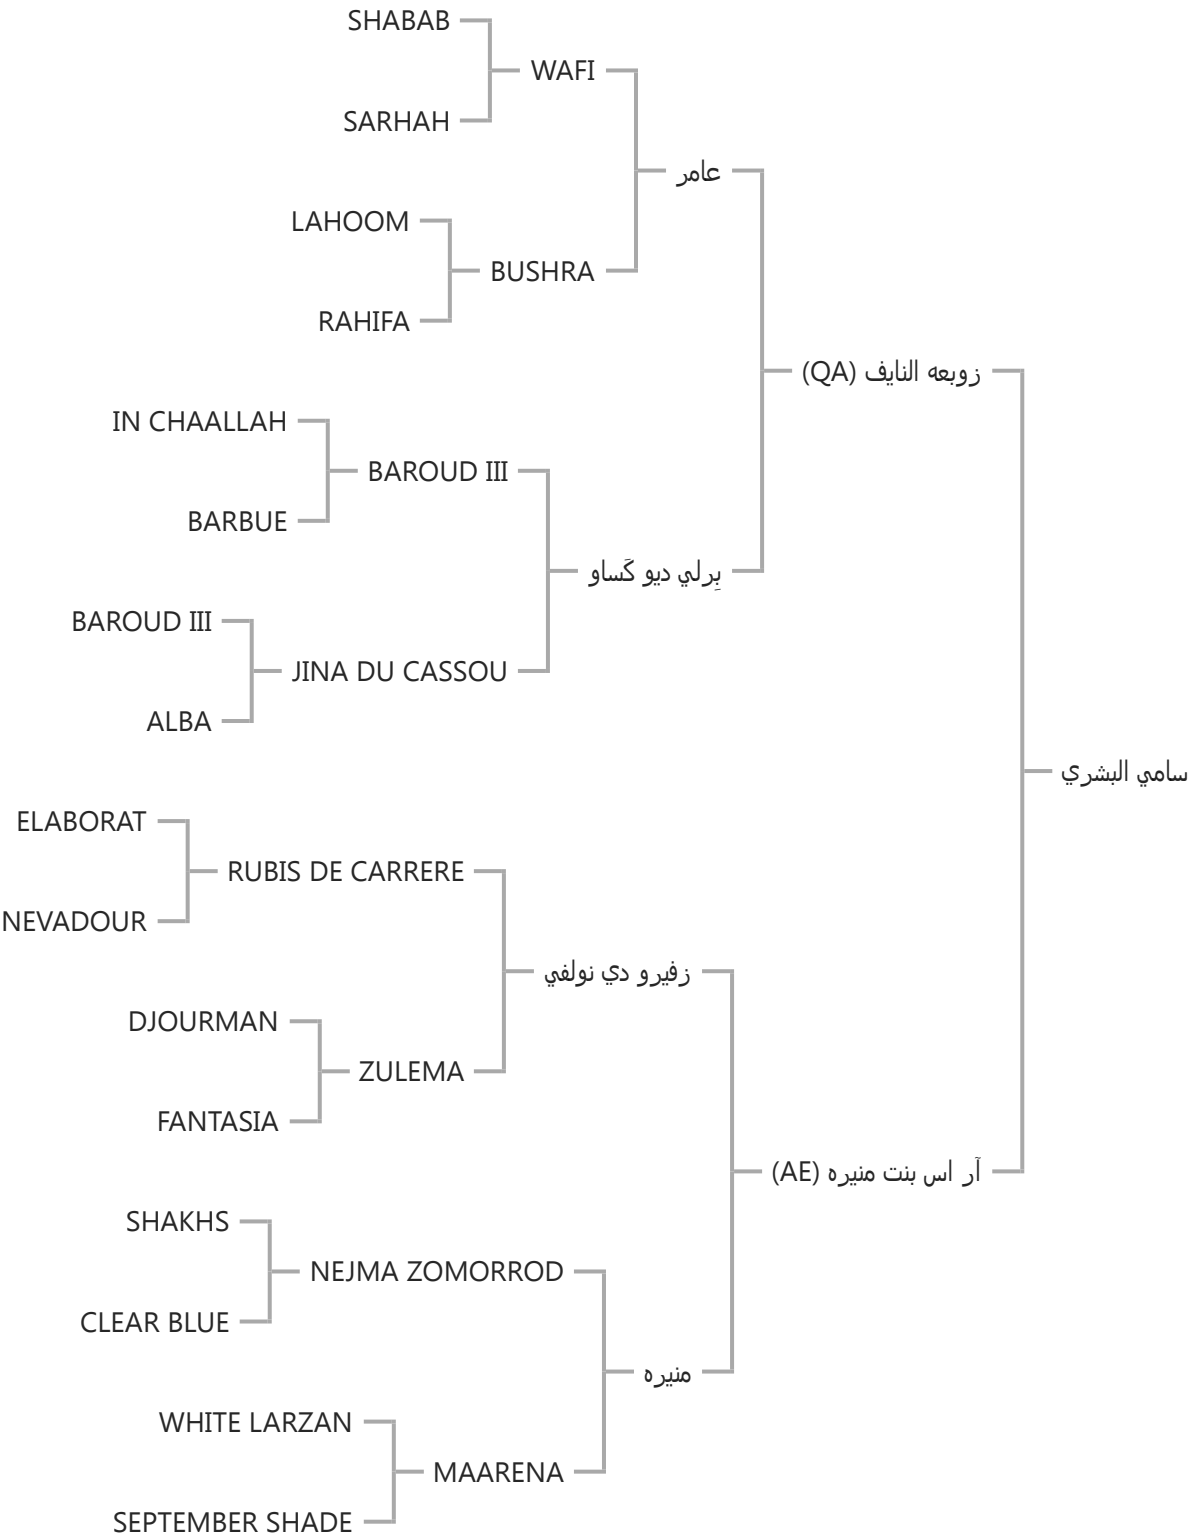 SHABAB
WAFI
SARHAH
عامر
LAHOOM
BUSHRA
RAHIFA
زوبعه النايف (QA)
IN CHAALLAH
BAROUD III
BARBUE
بِرلي ديو كَساو
BAROUD III
JINA DU CASSOU
ALBA
سامي البشري
ELABORAT
RUBIS DE CARRERE
NEVADOUR
زفيرو دي نولفي
DJOURMAN
ZULEMA
FANTASIA
آر اس بنت منيره (AE)
SHAKHS
NEJMA ZOMORROD
CLEAR BLUE
منيره
WHITE LARZAN
MAARENA
SEPTEMBER SHADE